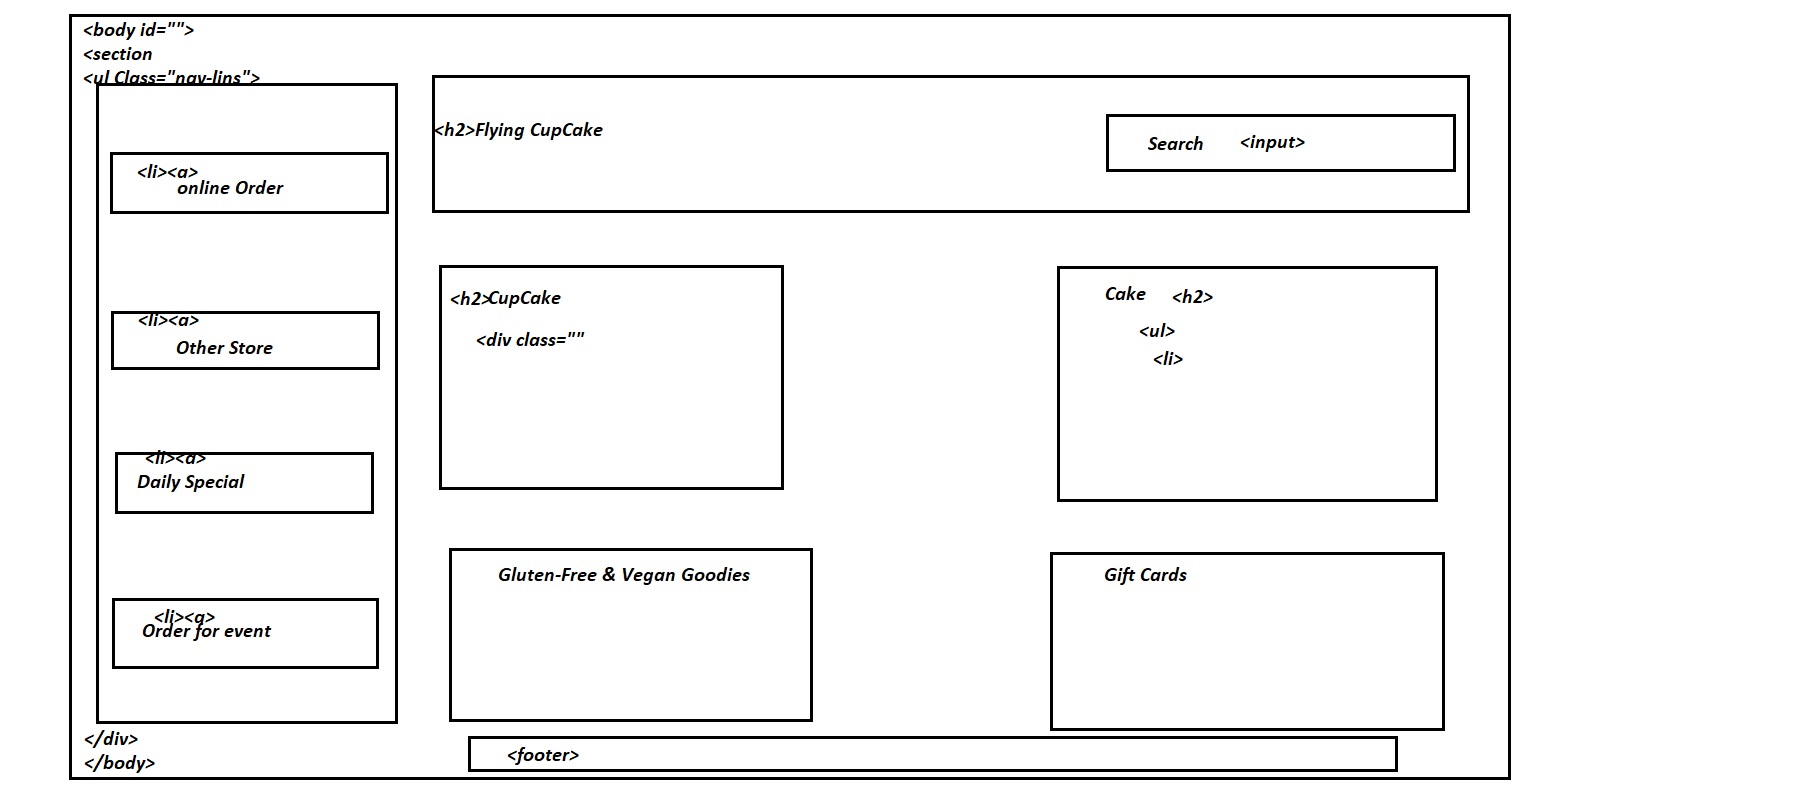 <body id="">
<section
<ul Class="nav-lins">
<li><a>
online Order
<li><a>
Other Store
<li><a>
Daily Special
<li><a>
Order for event
</div>
</body>
<h2>Flying CupCake
Search <input>
<h2>CupCake
<div class=""
Cake <h2>
<ul>
<li>
Gluten-Free & Vegan Goodies
Gift Cards
<footer>